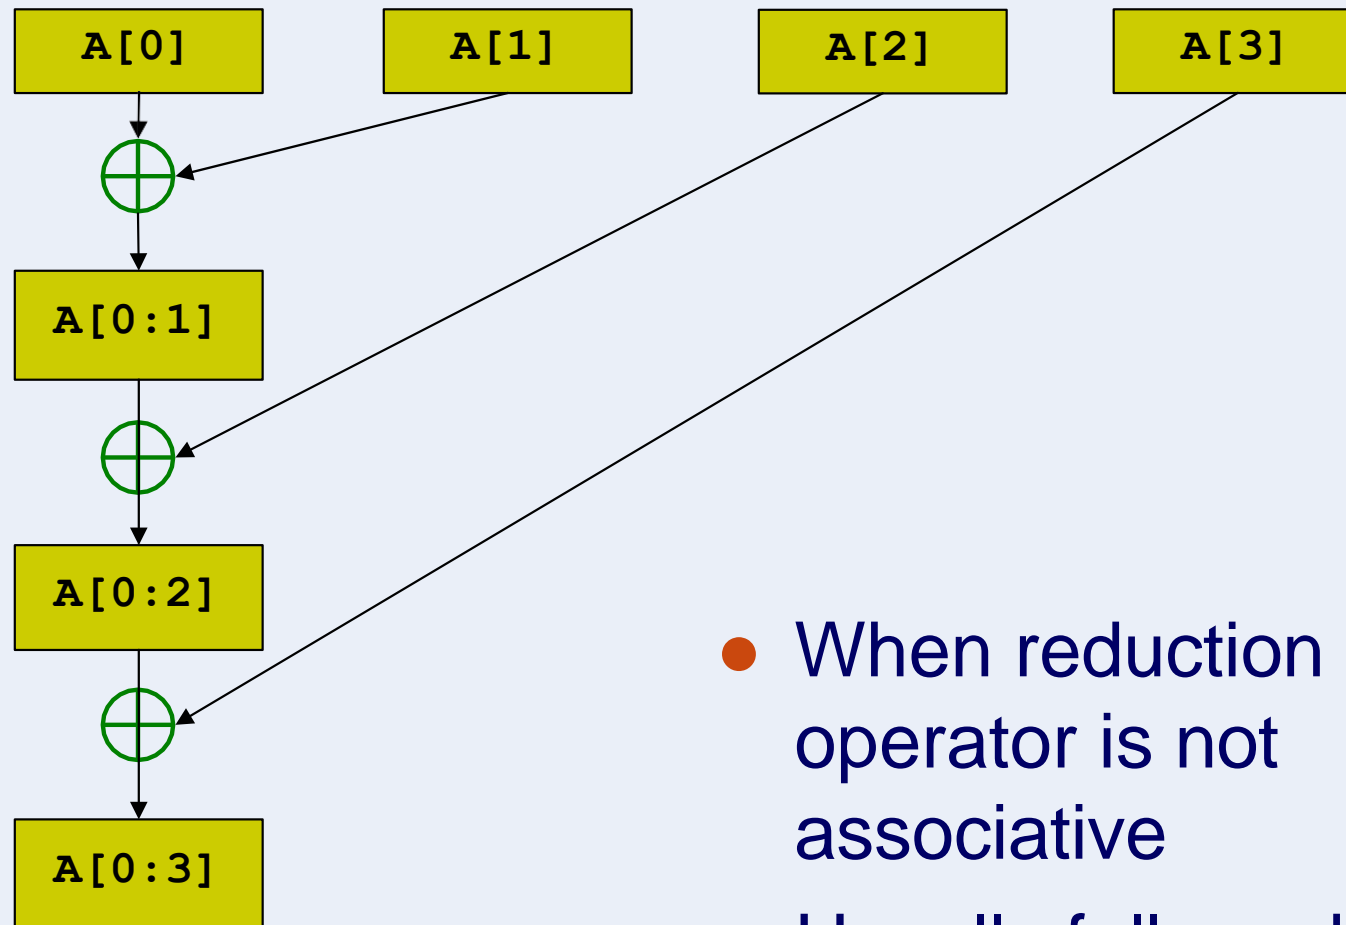 A[0] A[1] A[2] A[3]
A[0:1]
A[0:2]
A[0:3]
When reduction
operator is not
associative